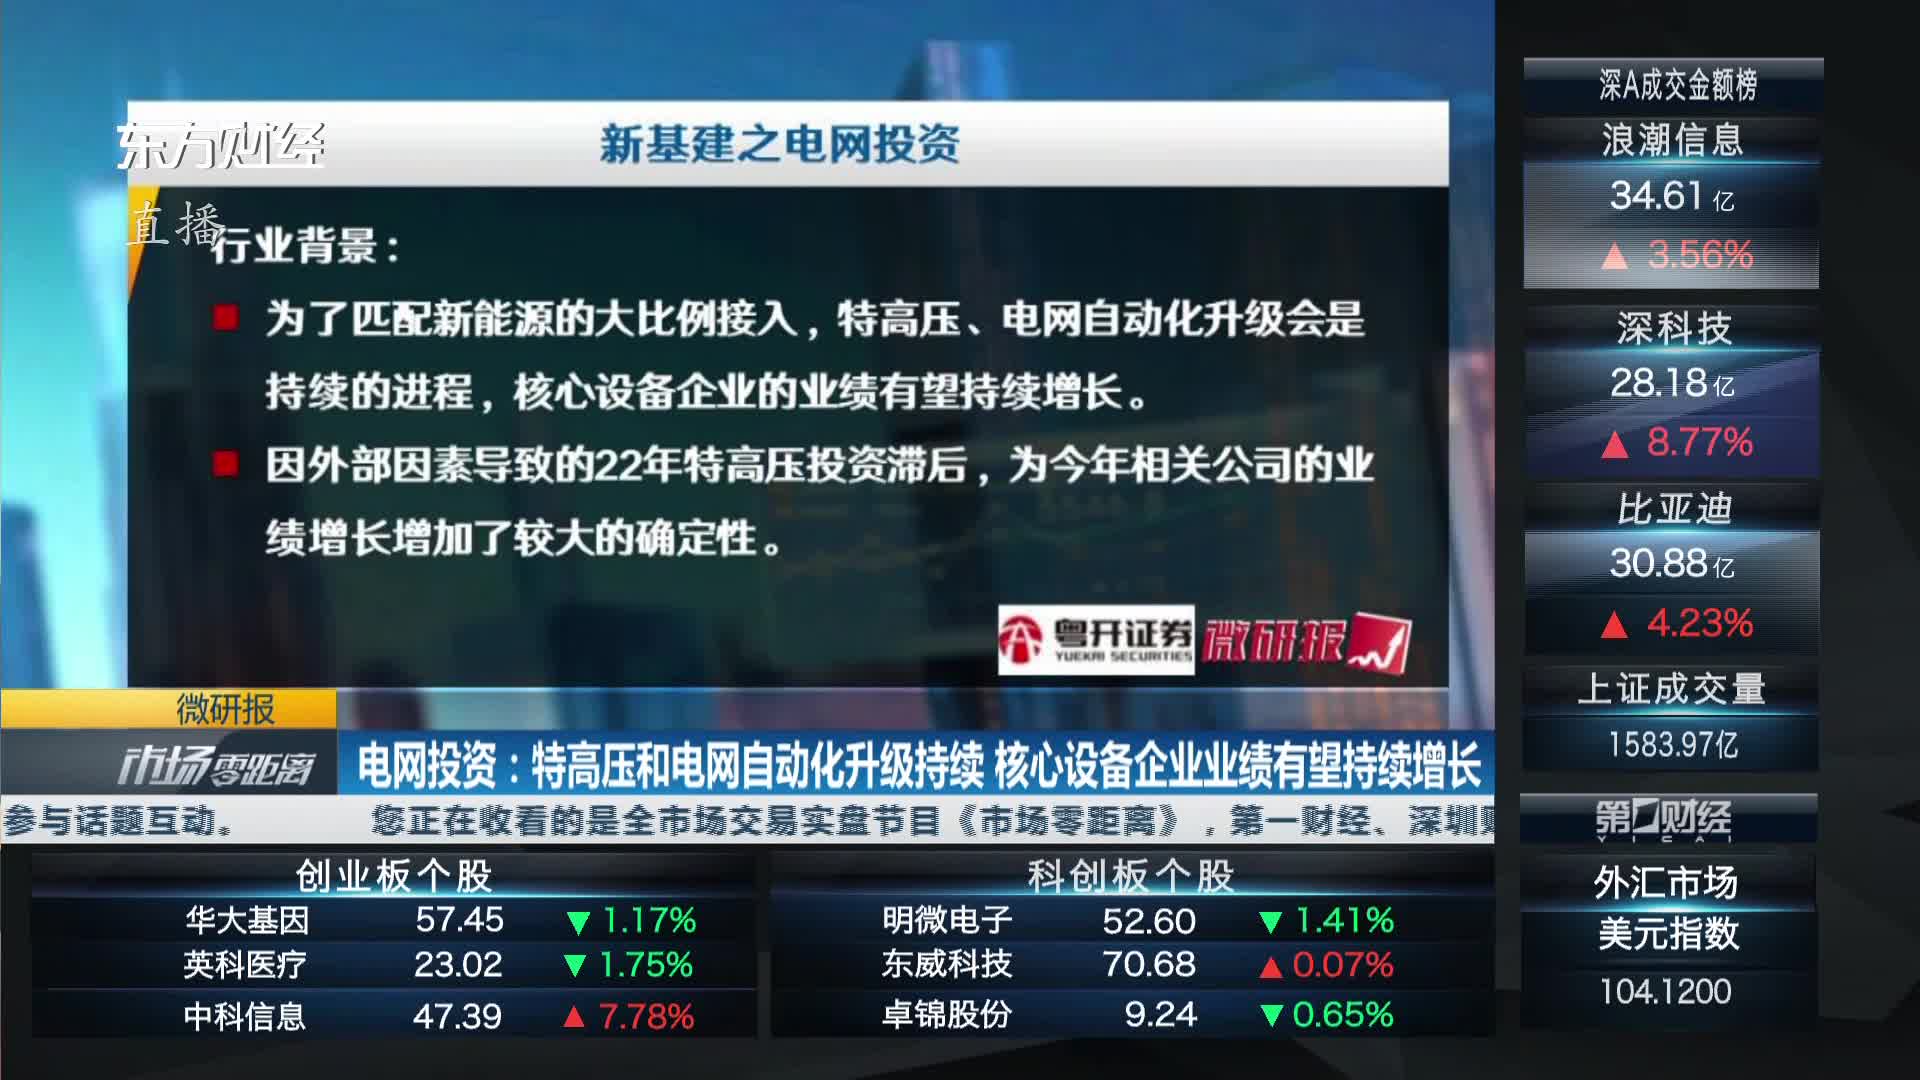 东方财经
直播
新基建之电网投资
行业背景：
为了匹配新能源的大比例接入，特高压、电网自动化升级会是
持续的进程，核心设备企业的业绩有望持续增长。
因外部因素导致的22年特高压投资滞后，为今年相关公司的业
绩增长增加了较大的确定性。
粤开证券
YUEKAI SECURITIES
微研报
微研报
市场零距离
电网投资：特高压和电网自动化升级持续 核心设备企业业绩有望持续增长
参与话题互动。 您正在收看的是全市场交易实盘节目《市场零距离》，第一财经、深圳
创业板个股
华大基因 57.45 ▼ 1.17%
英科医疗 23.02 ▼ 1.75%
中科信息 47.39 ▲ 7.78%
科创板个股
明微电子 52.60 ▼ 1.41%
东威科技 70.68 ▲ 0.07%
卓锦股份 9.24 ▼ 0.65%
深A成交金额榜
浪潮信息
34.61亿
▲ 3.56%
深科技
28.18亿
▲ 8.77%
比亚迪
30.88亿
▲ 4.23%
上证成交量
1583.97亿
第一财经
YICAI
外汇市场
美元指数
104.1200